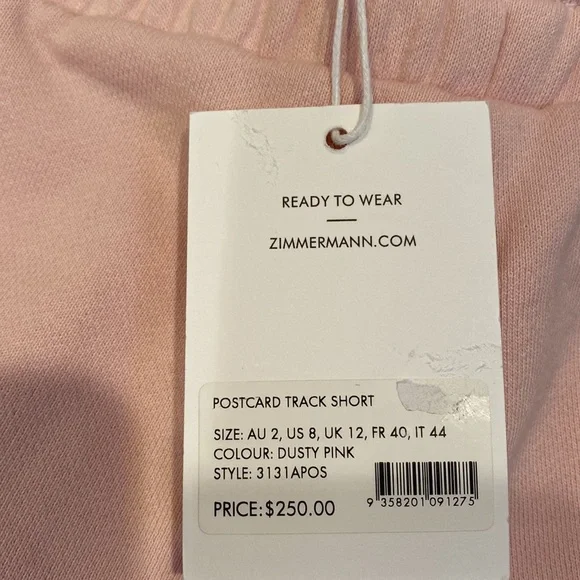 READY TO WEAR
ZIMMERMANN.COM
POSTCARD TRACK SHORT
SIZE: AU 2, US 8, UK 12, FR 40, IT 44
COLOUR: DUSTY PINK
STYLE: 3131APOS
PRICE:$250.00
9 358201 091275